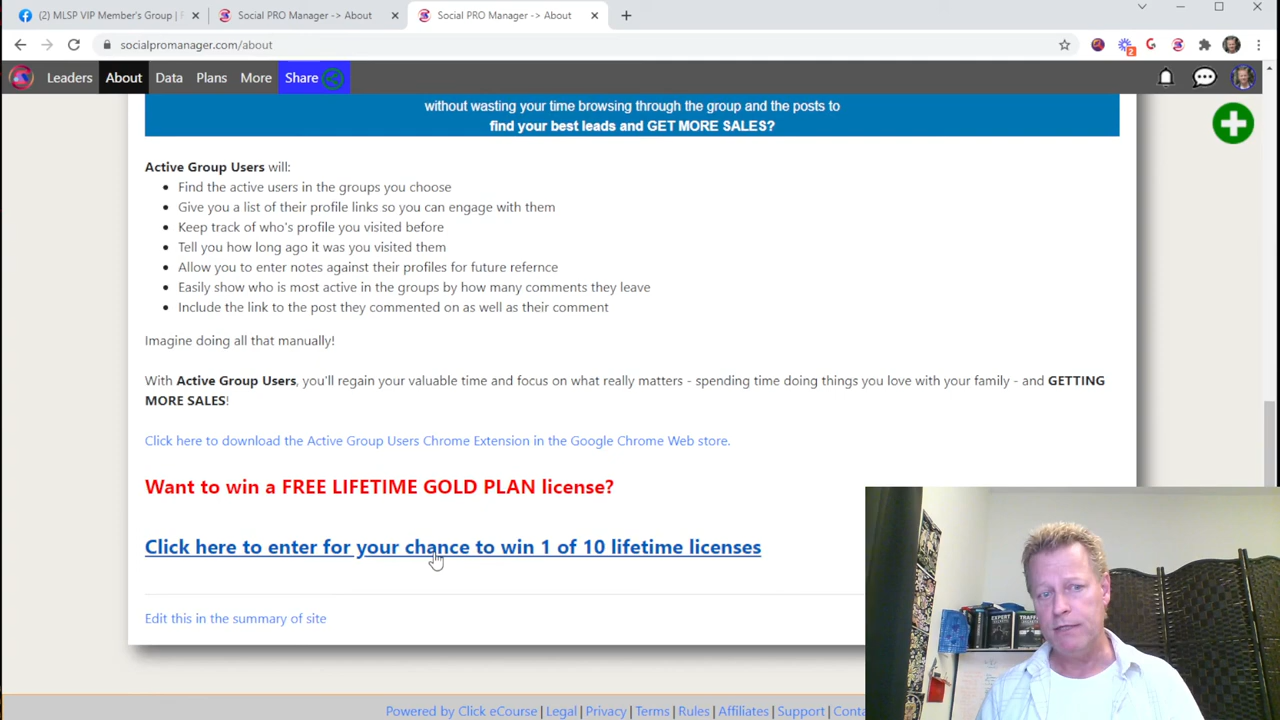 (2) MLSP VIP Member's Group |
Social PRO Manager -> About
Social PRO Manager -> About
socialpromanager.com/about
2
Leaders
About
Data
Plans
More
Share
without wasting your time browsing through the group and the posts to
find your best leads and GET MORE SALES?
Active Group Users will:
Find the active users in the groups you choose
Give you a list of their profile links so you can engage with them
Keep track of who's profile you visited before
Tell you how long ago it was you visited them
Allow you to enter notes against their profiles for future refernce
Easily show who is most active in the groups by how many comments they leave
Include the link to the post they commented on as well as their comment
Imagine doing all that manually!
With Active Group Users, you'll regain your valuable time and focus on what really matters - spending time doing things you love with your family - and GETTING
MORE SALES!
Click here to download the Active Group Users Chrome Extension in the Google Chrome Web store.
Want to win a FREE LIFETIME GOLD PLAN license?
Click here to enter for your chance to win 1 of 10 lifetime licenses
Edit this in the summary of site
Powered by Click eCourse | Legal | Privacy | Terms | Rules | Affiliates | Support | Conta
EXPERT
TRAFF